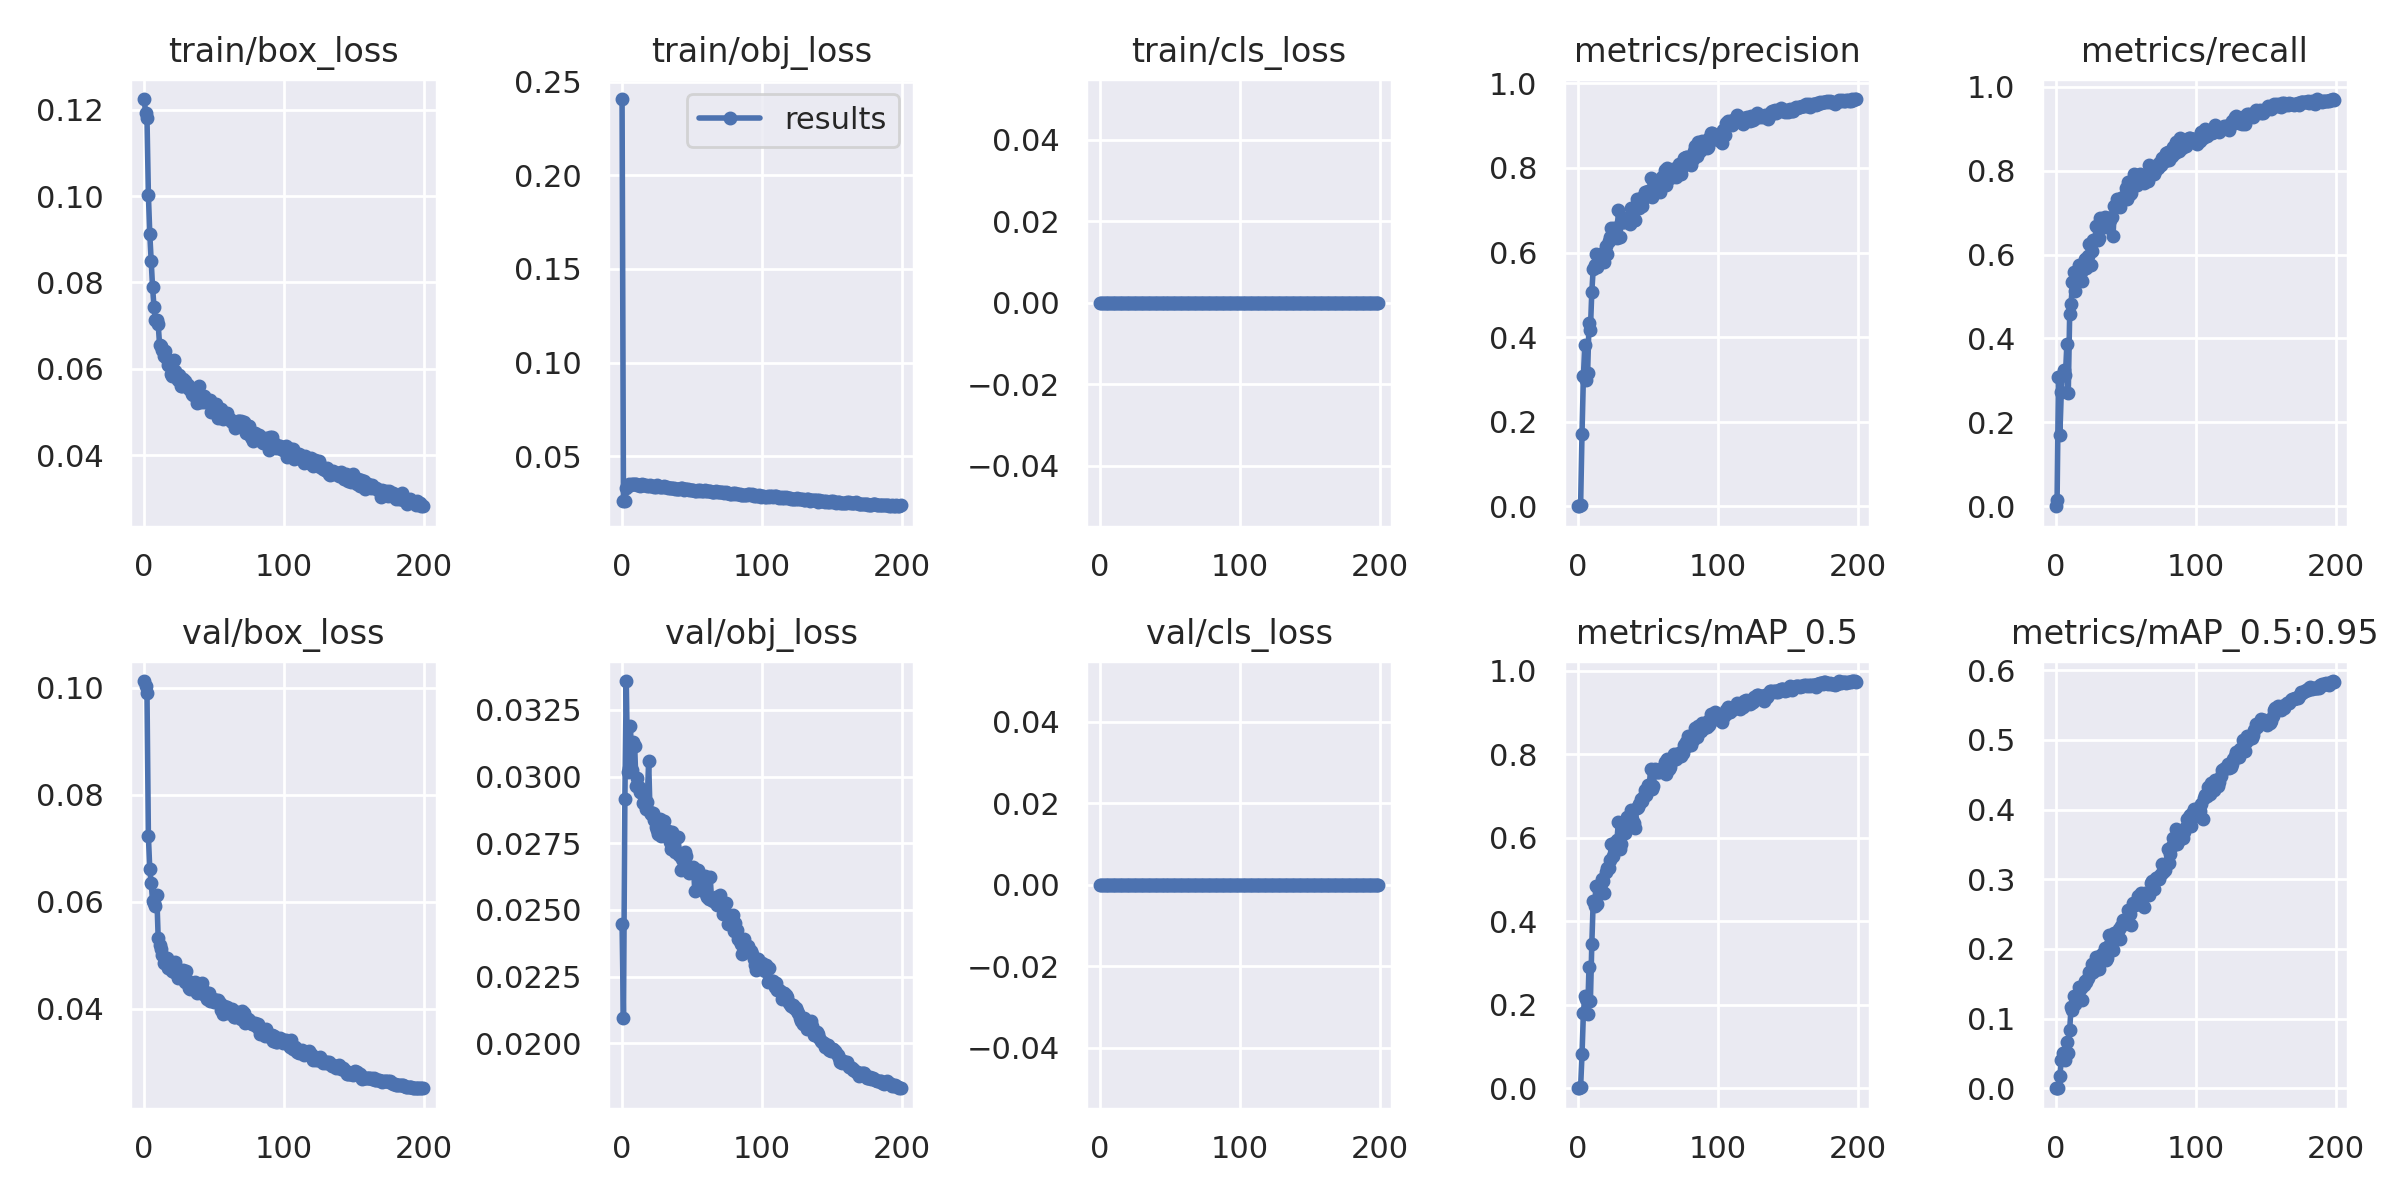 train/box_loss
0.12
0.10
0.08
0.06
0.04
0 100 200
train/obj_loss
results
0.25
0.20
0.15
0.10
0.05
0 100 200
train/cls_loss
0.04
0.02
0.00
−0.02
−0.04
0 100 200
metrics/precision
1.0
0.8
0.6
0.4
0.2
0.0
0 100 200
metrics/recall
1.0
0.8
0.6
0.4
0.2
0.0
0 100 200
val/box_loss
0.10
0.08
0.06
0.04
0 100 200
val/obj_loss
0.0325
0.0300
0.0275
0.0250
0.0225
0.0200
0 100 200
val/cls_loss
0.04
0.02
0.00
−0.02
−0.04
0 100 200
metrics/mAP_0.5
1.0
0.8
0.6
0.4
0.2
0.0
0 100 200
metrics/mAP_0.5:0.95
0.6
0.5
0.4
0.3
0.2
0.1
0.0
0 100 200